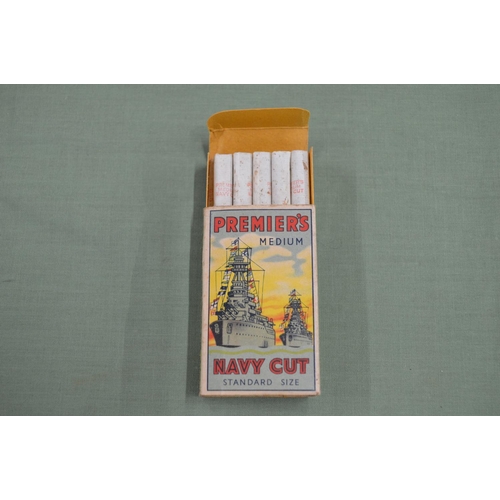 PREMIER'S
MEDIUM
NAVY CUT
STANDARD SIZE